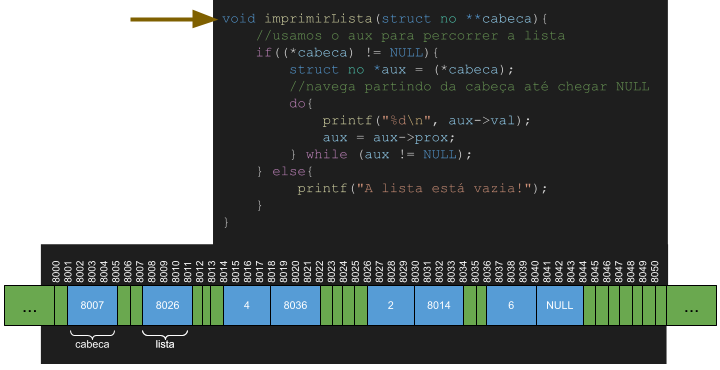 void imprimirLista(struct no **cabeca){
//usamos o aux para percorrer a lista
if((*cabeca) != NULL){
struct no *aux = (*cabeca);
//navega partindo da cabeça até chegar NULL
do{
printf("%d\n", aux->val);
aux = aux->prox;
} while (aux != NULL);
} else{
printf("A lista está vazia!");
}
}
8000 8001 8002 8003 8004 8005 8006 8007 8008 8009 8010 8011 8012 8013 8014 8015 8016 8017 8018 8019 8020 8021 8022 8023 8024 8025 8026 8027 8028 8029 8030 8031 8032 8033 8034 8035 8036 8037 8038 8039 8040 8041 8042 8043 8044 8045 8046 8047 8048 8049 8050
... 8007 8026 4 8036 2 8014 6 NULL ...
cabeca lista